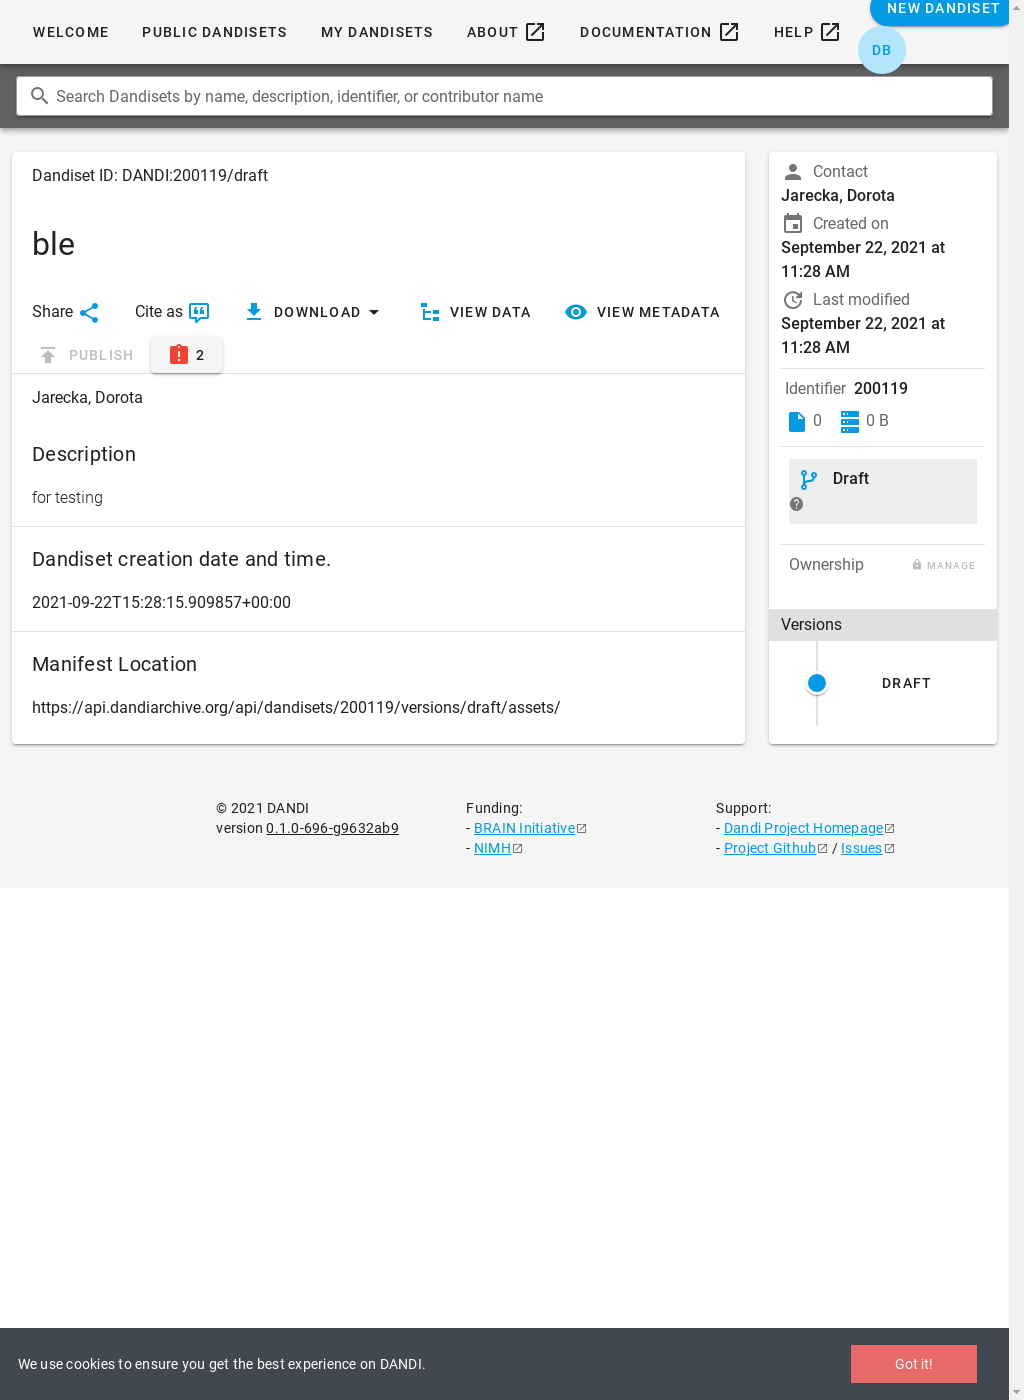 NEW DANDISET
WELCOME PUBLIC DANDISETS MY DANDISETS ABOUT DOCUMENTATION HELP
DB
Search Dandisets by name, description, identifier, or contributor name
Dandiset ID: DANDI:200119/draft
ble
Share Cite as DOWNLOAD VIEW DATA VIEW METADATA
PUBLISH 2
Jarecka, Dorota
Description
for testing
Dandiset creation date and time.
2021-09-22T15:28:15.909857+00:00
Manifest Location
https://api.dandiarchive.org/api/dandisets/200119/versions/draft/assets/
Contact
Jarecka, Dorota
Created on
September 22, 2021 at
11:28 AM
Last modified
September 22, 2021 at
11:28 AM
Identifier 200119
0 0 B
Draft
Ownership MANAGE
Versions
DRAFT
© 2021 DANDI
version 0.1.0-696-g9632ab9
Funding:
- BRAIN Initiative
- NIMH
Support:
- Dandi Project Homepage
- Project Github / Issues
We use cookies to ensure you get the best experience on DANDI.
Got it!